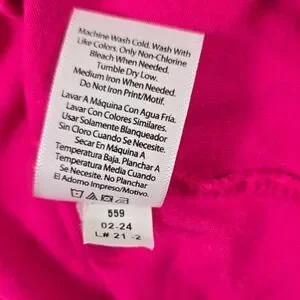 Machine Wash Cold. Wash With
Like Colors. Only Non-Chlorine
Bleach When Needed.
Tumble Dry Low.
Medium Iron When Needed.
Do Not Iron Print/Motif.
Lavar A Máquina Con Agua Fría.
Lavar Con Colores Similares.
Usar Solamente Blanqueador
Sin Cloro Cuando Se Necesite.
Secar En Máquina A
Temperatura Baja. Planchar A
Temperatura Media Cuando
Se Necesite. No Planchar
El Adorno Impreso/Motivo.
559
02-24
L# 21 -2